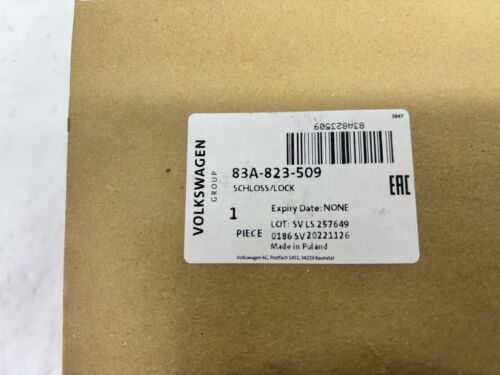 3847
83A823509
VOLKSWAGEN
GROUP
83A-823-509
SCHLOSS/LOCK
EAC
1
PIECE
Expiry Date: NONE
LOT: SV LS 257649
0186 SV 20221126
Made in Poland
Volkswagen AG, Postfach 1451, 34219 Baunatal